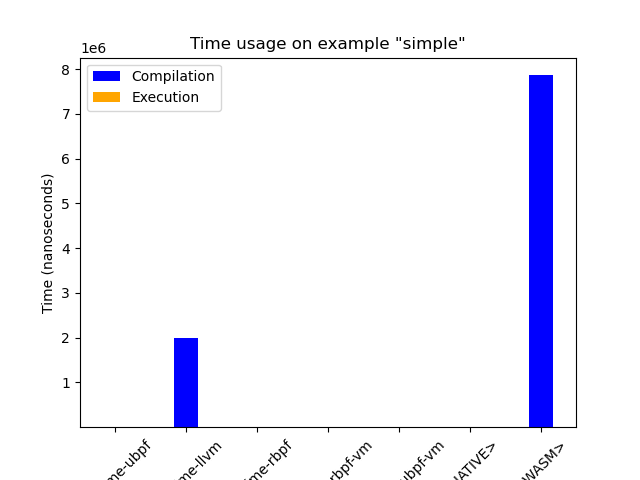 Time usage on example "simple"
1e6
Compilation
Execution
8
7
6
5
4
3
2
1
Time (nanoseconds)
me-ubpf
me-llvm
me-rbpf
rbpf-vm
ubpf-vm
NATIVE>
WASM>